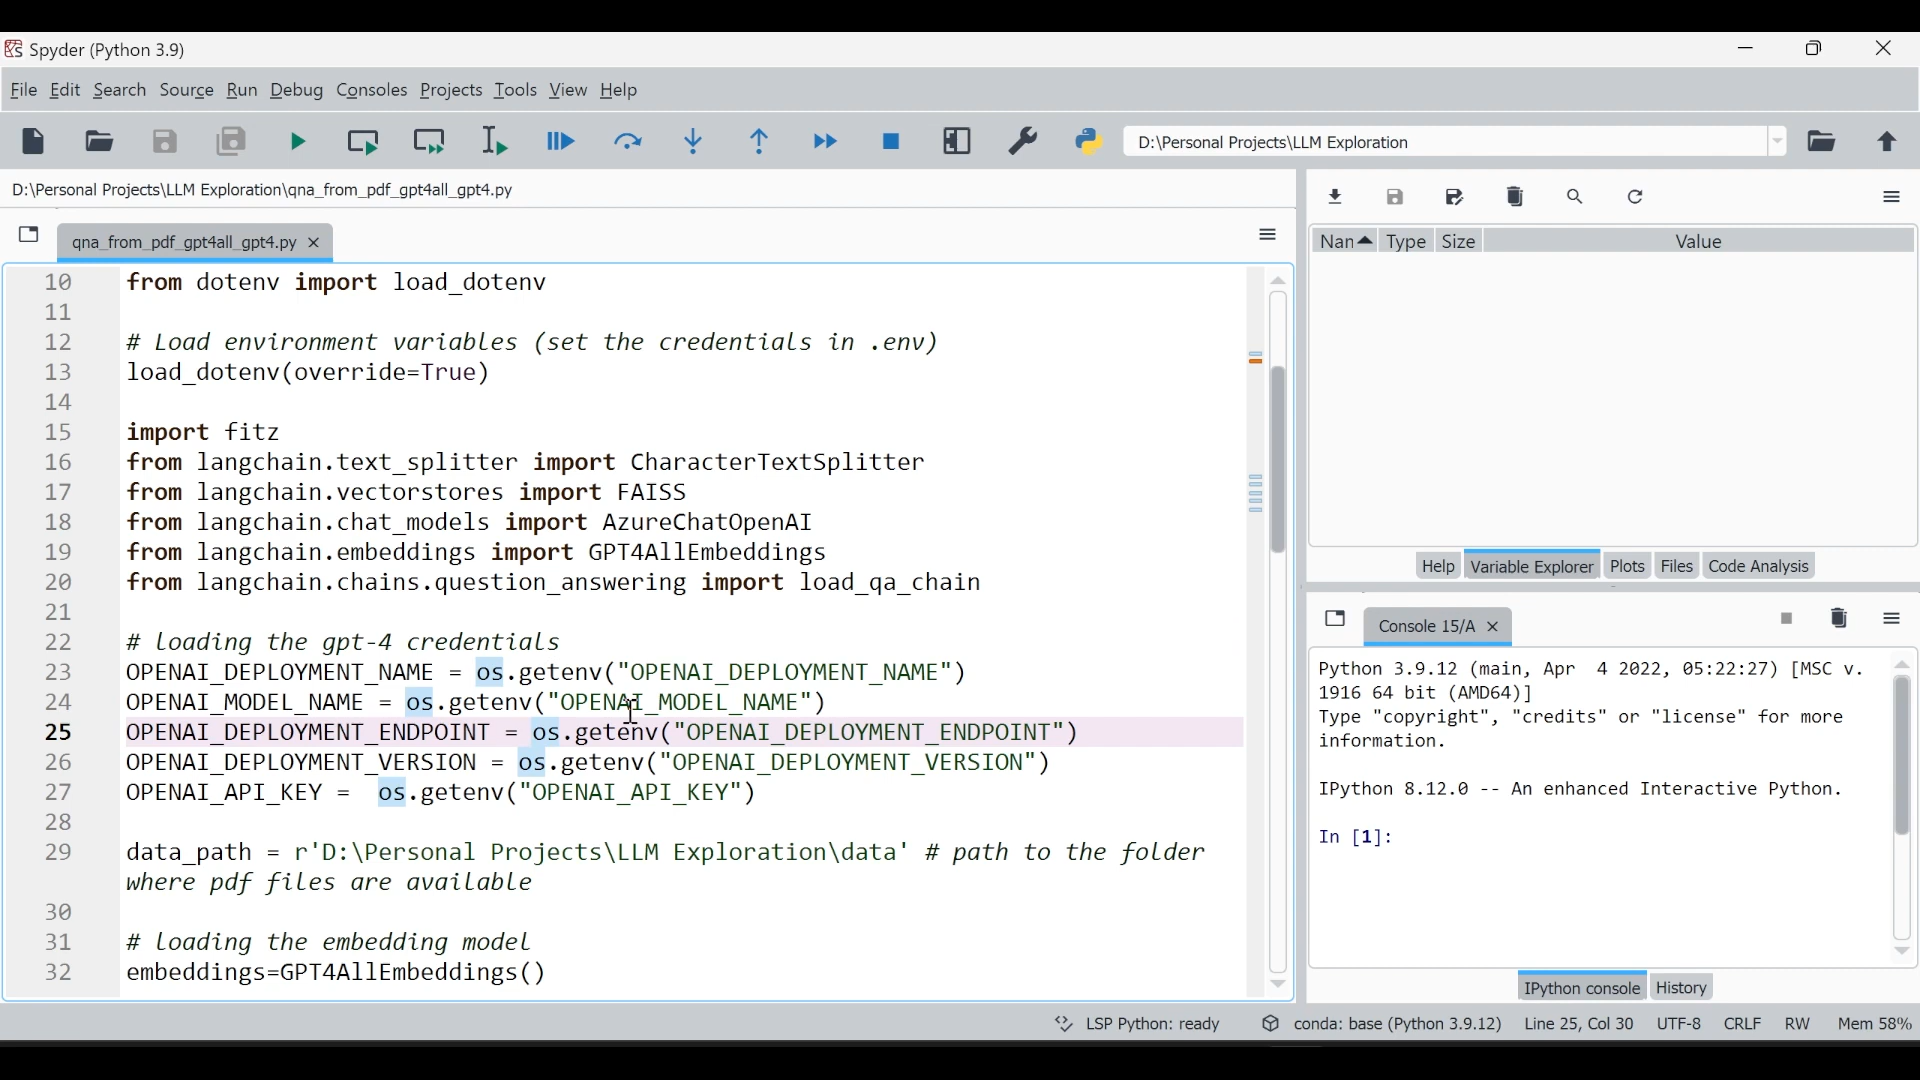 Spyder (Python 3.9)
File Edit Search Source Run Debug Consoles Projects Tools View Help
D:\Personal Projects\LLM Exploration
D:\Personal Projects\LLM Exploration\qna_from_pdf_gpt4all_gpt4.py
qna_from_pdf_gpt4all_gpt4.py
10 from dotenv import load_dotenv
11
12 # Load environment variables (set the credentials in .env)
13 load_dotenv(override=True)
14
15 import fitz
16 from langchain.text_splitter import CharacterTextSplitter
17 from langchain.vectorstores import FAISS
18 from langchain.chat_models import AzureChatOpenAI
19 from langchain.embeddings import GPT4AllEmbeddings
20 from langchain.chains.question_answering import load_qa_chain
21
22 # loading the gpt-4 credentials
23 OPENAI_DEPLOYMENT_NAME = os.getenv("OPENAI_DEPLOYMENT_NAME")
24 OPENAI_MODEL_NAME = os.getenv("OPENAI_MODEL_NAME")
25 OPENAI_DEPLOYMENT_ENDPOINT = os.getenv("OPENAI_DEPLOYMENT_ENDPOINT")
26 OPENAI_DEPLOYMENT_VERSION = os.getenv("OPENAI_DEPLOYMENT_VERSION")
27 OPENAI_API_KEY =  os.getenv("OPENAI_API_KEY")
28
29 data_path = r'D:\Personal Projects\LLM Exploration\data' # path to the folder
where pdf files are available
30
31 # loading the embedding model
32 embeddings=GPT4AllEmbeddings()
Nan Type Size Value
Help Variable Explorer Plots Files Code Analysis
Console 15/A
Python 3.9.12 (main, Apr  4 2022, 05:22:27) [MSC v.
1916 64 bit (AMD64)]
Type "copyright", "credits" or "license" for more
information.
IPython 8.12.0 -- An enhanced Interactive Python.
In [1]:
IPython console History
LSP Python: ready conda: base (Python 3.9.12) Line 25, Col 30 UTF-8 CRLF RW Mem 58%